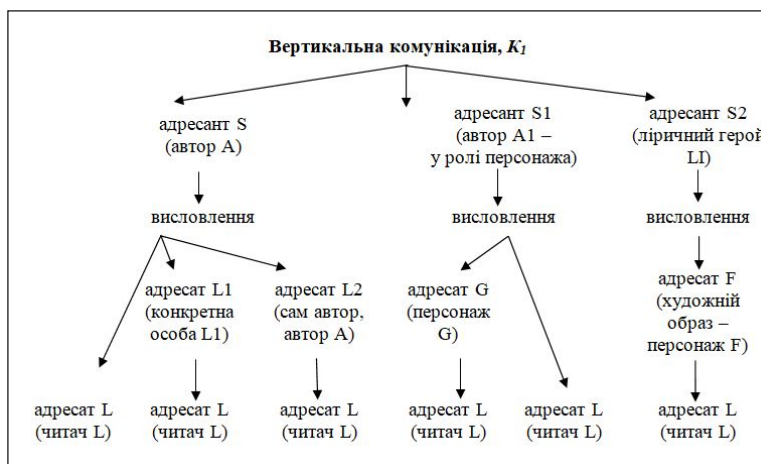 Вертикальна комунікація, К1
адресант S
(автор А)
адресант S1
(автор А1 –
у ролі персонажа)
адресант S2
(ліричний герой
LI)
висловлення
висловлення
висловлення
адресат L1
(конкретна
особа L1)
адресат L2
(сам автор,
автор А)
адресат G
(персонаж
G)
адресат F
(художній
образ –
персонаж F)
адресат L
(читач L)
адресат L
(читач L)
адресат L
(читач L)
адресат L
(читач L)
адресат L
(читач L)
адресат L
(читач L)